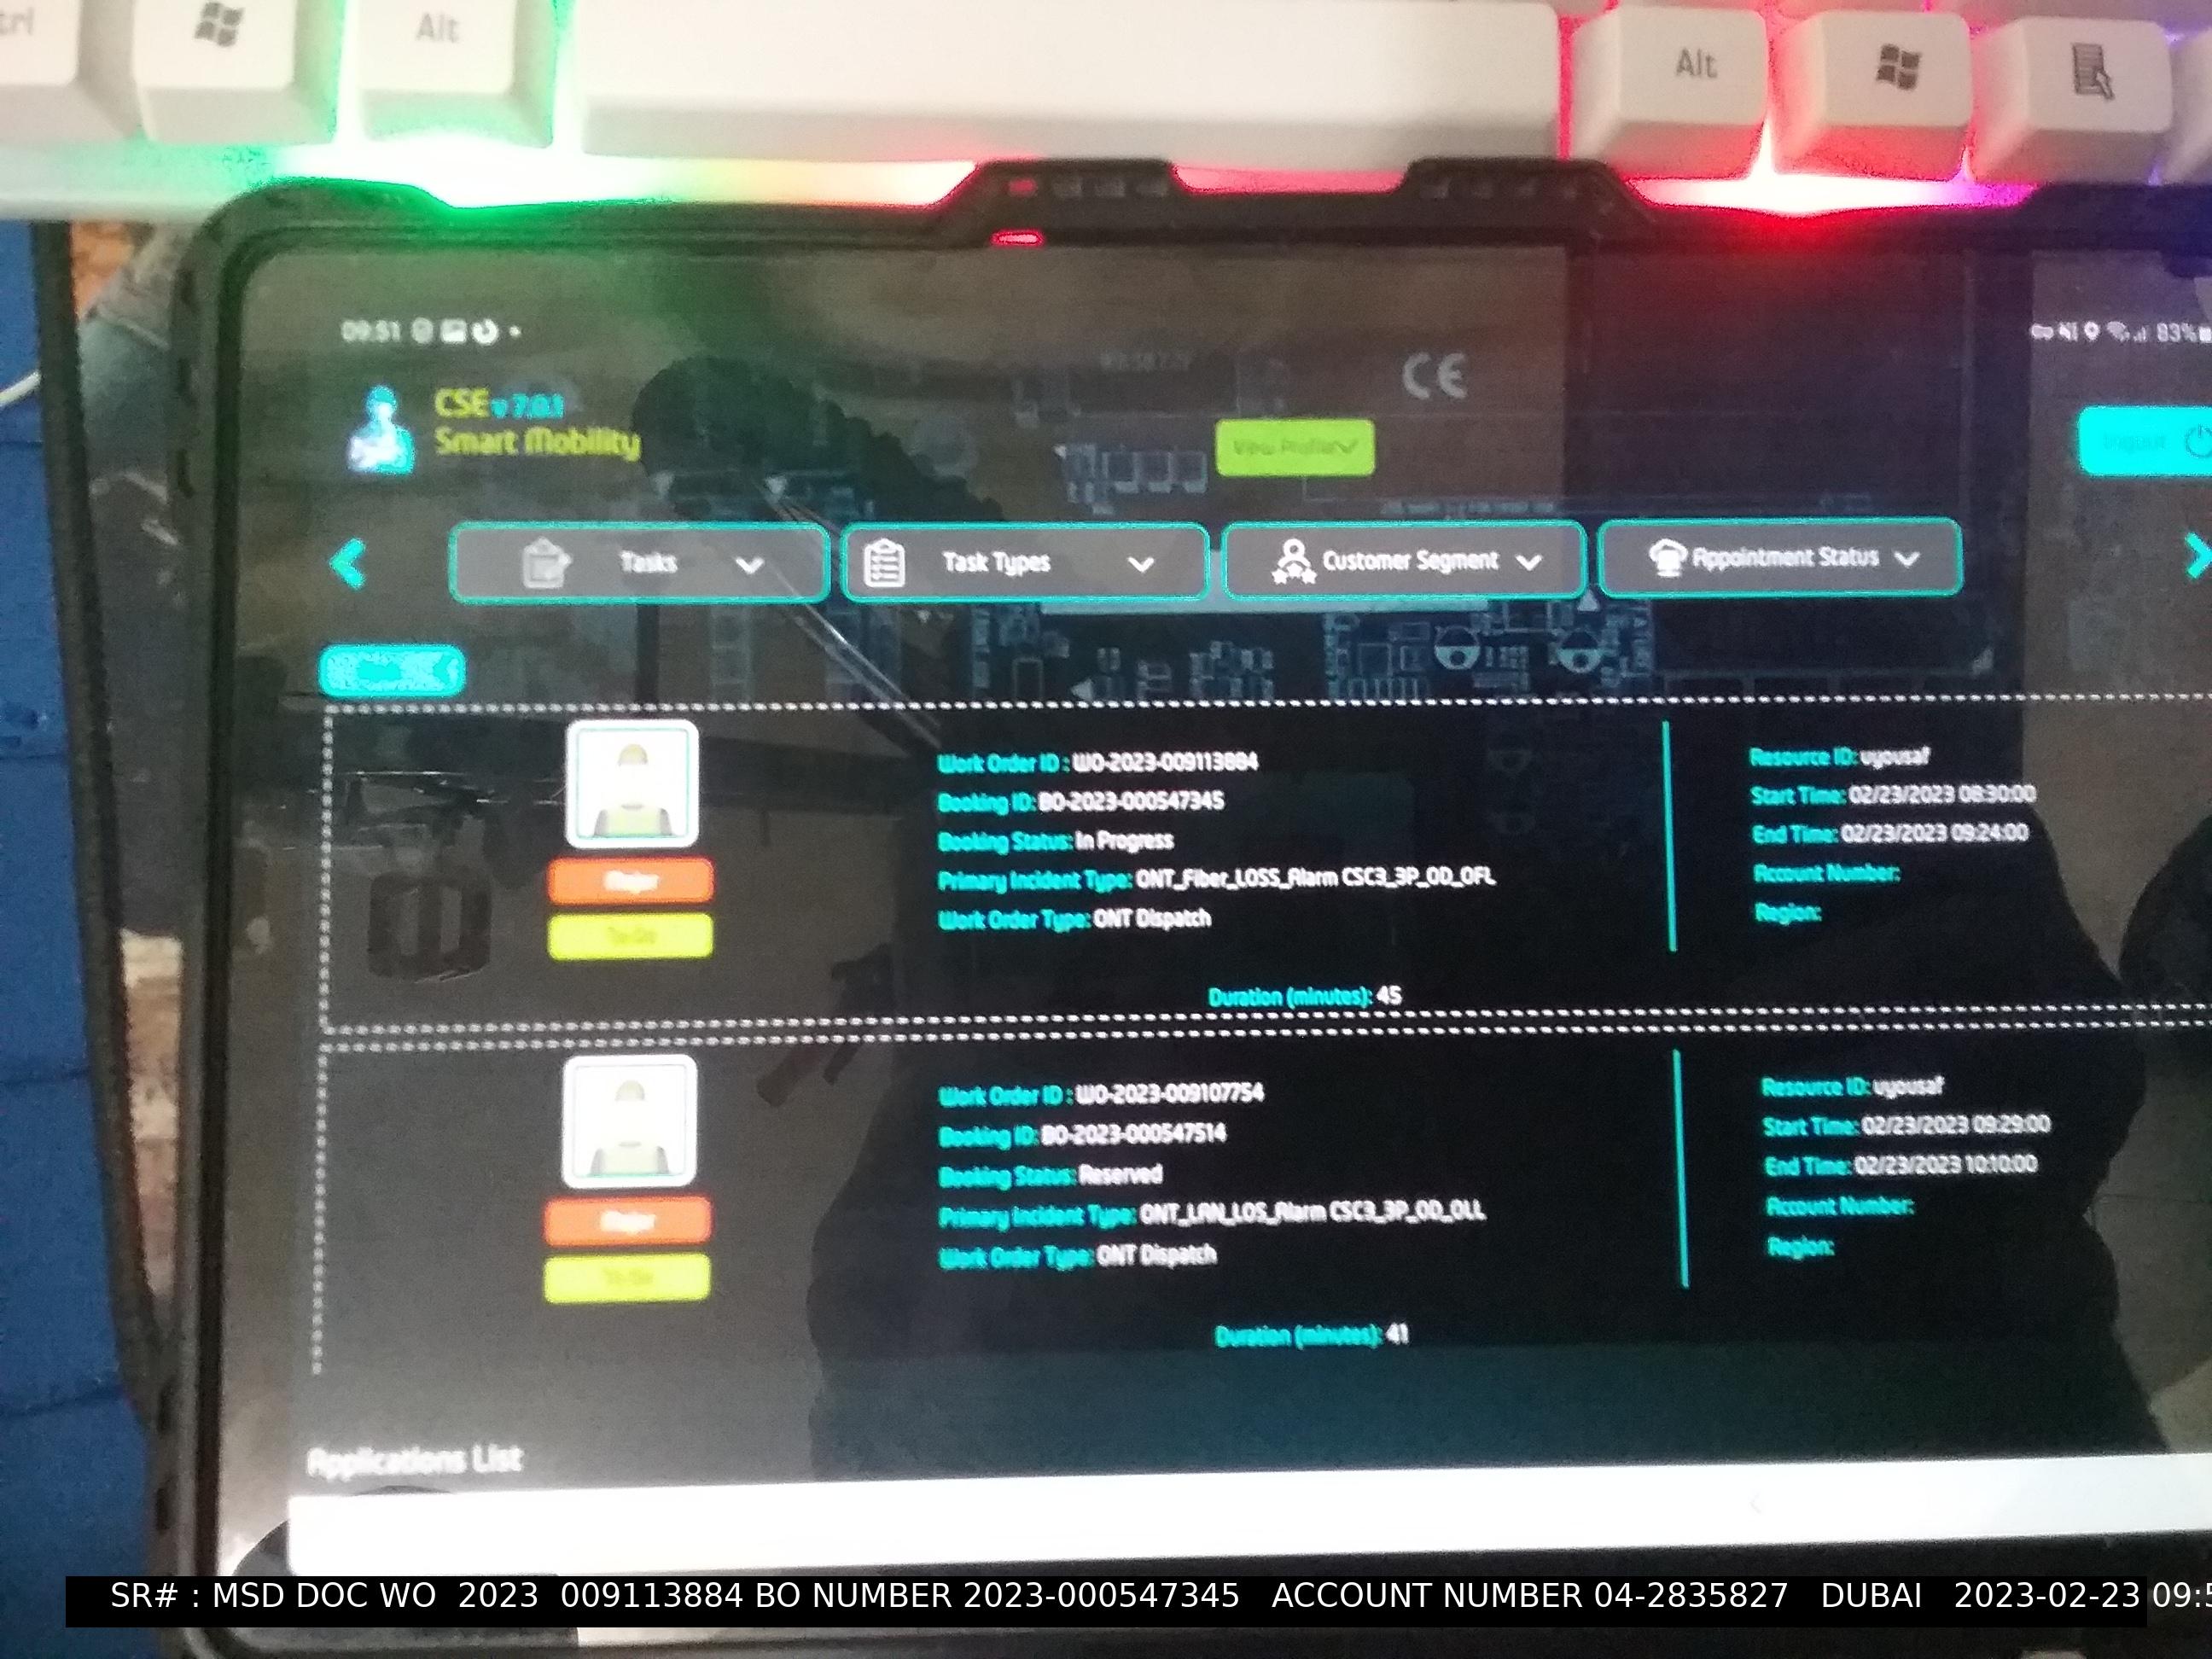 Alt
Alt
09:51
83%
CE
CSE v 7.0.1
Smart Mobility
View Profile
Tasks
Task Types
Customer Segment
Appointment Status
Work Order ID : WO-2023-009113884
Booking ID: BO-2023-000547345
Booking Status: In Progress
Primary Incident Type: ONT_Fiber_LOSS_Alarm CSC3_3P_OD_OFL
Work Order Type: ONT Dispatch
Resource ID: uyousaf
Start Time: 02/23/2023 08:30:00
End Time: 02/23/2023 09:24:00
Account Number:
Region:
Major
To Do
Duration (minutes): 45
Work Order ID : WO-2023-009107754
Booking ID: BO-2023-000547514
Booking Status: Reserved
Primary Incident Type: ONT_LAN_LOS_Alarm CSC3_3P_OD_OLL
Work Order Type: ONT Dispatch
Resource ID: uyousaf
Start Time: 02/23/2023 09:29:00
End Time: 02/23/2023 10:10:00
Account Number:
Region:
Major
To Do
Duration (minutes): 41
Applications List
SR# : MSD DOC WO 2023 009113884 BO NUMBER 2023-000547345 ACCOUNT NUMBER 04-2835827 DUBAI 2023-02-23 09:5